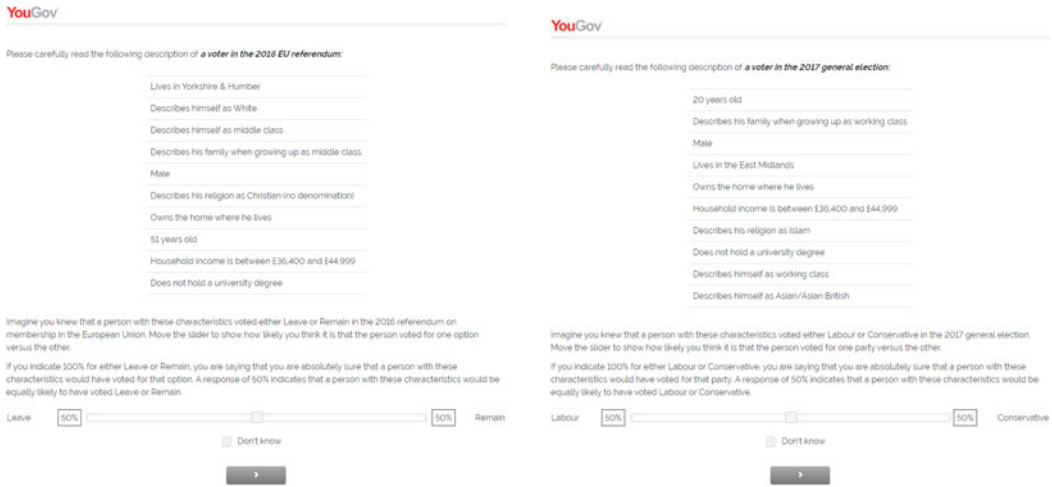 YouGov
Please carefully read the following description of a voter in the 2016 EU referendum:
Lives in Yorkshire & Humber
Describes himself as White
Describes himself as middle class
Describes his family when growing up as middle class
Male
Describes his religion as Christian (no denomination)
Owns the home where he lives
51 years old
Household income is between £36,400 and £44,999
Does not hold a university degree
Imagine you knew that a person with these characteristics voted either Leave or Remain in the 2016 referendum on
membership in the European Union. Move the slider to show how likely you think it is that the person voted for one option
versus the other.
If you indicate 100% for either Leave or Remain, you are saying that you are absolutely sure that a person with these
characteristics would have voted for that option. A response of 50% indicates that a person with these characteristics would be
equally likely to have voted Leave or Remain.
Leave 50% 50% Remain
Don't know
>
YouGov
Please carefully read the following description of a voter in the 2017 general election:
20 years old
Describes his family when growing up as working class
Male
Lives in the East Midlands
Owns the home where he lives
Household income is between £36,400 and £44,999
Describes his religion as Islam
Does not hold a university degree
Describes himself as working class
Describes himself as Asian/Asian British
Imagine you knew that a person with these characteristics voted either Labour or Conservative in the 2017 general election.
Move the slider to show how likely you think it is that the person voted for one party versus the other.
If you indicate 100% for either Labour or Conservative, you are saying that you are absolutely sure that a person with these
characteristics would have voted for that party. A response of 50% indicates that a person with these characteristics would be
equally likely to have voted Labour or Conservative.
Labour 50% 50% Conservative
Don't know
>